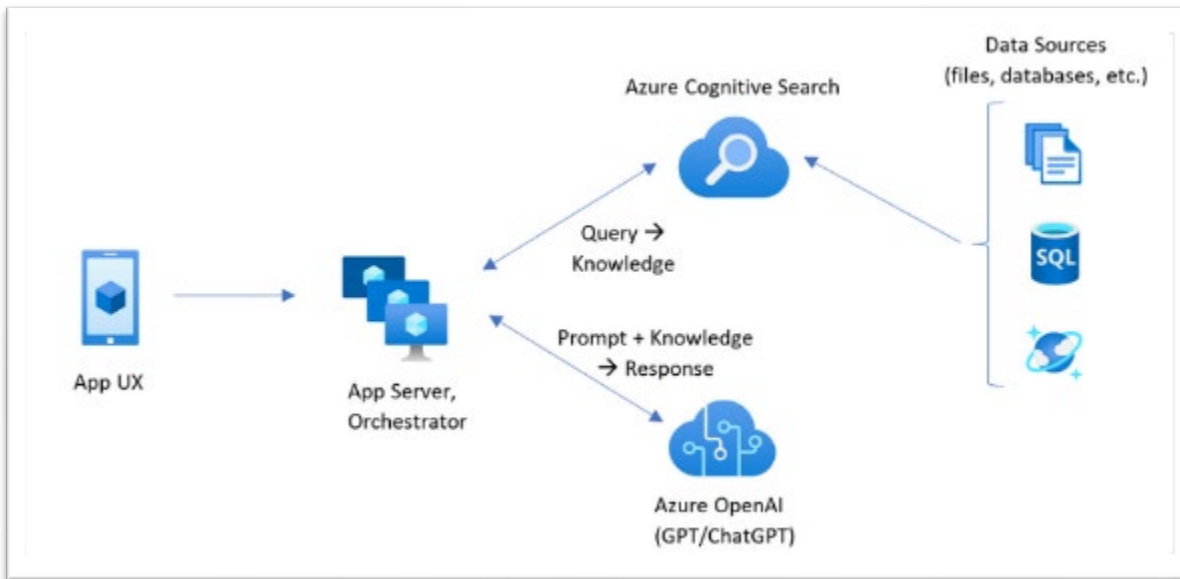 Data Sources
(files, databases, etc.)
Azure Cognitive Search
Query →
Knowledge
SQL
Prompt + Knowledge
→ Response
App UX
App Server,
Orchestrator
Azure OpenAI
(GPT/ChatGPT)